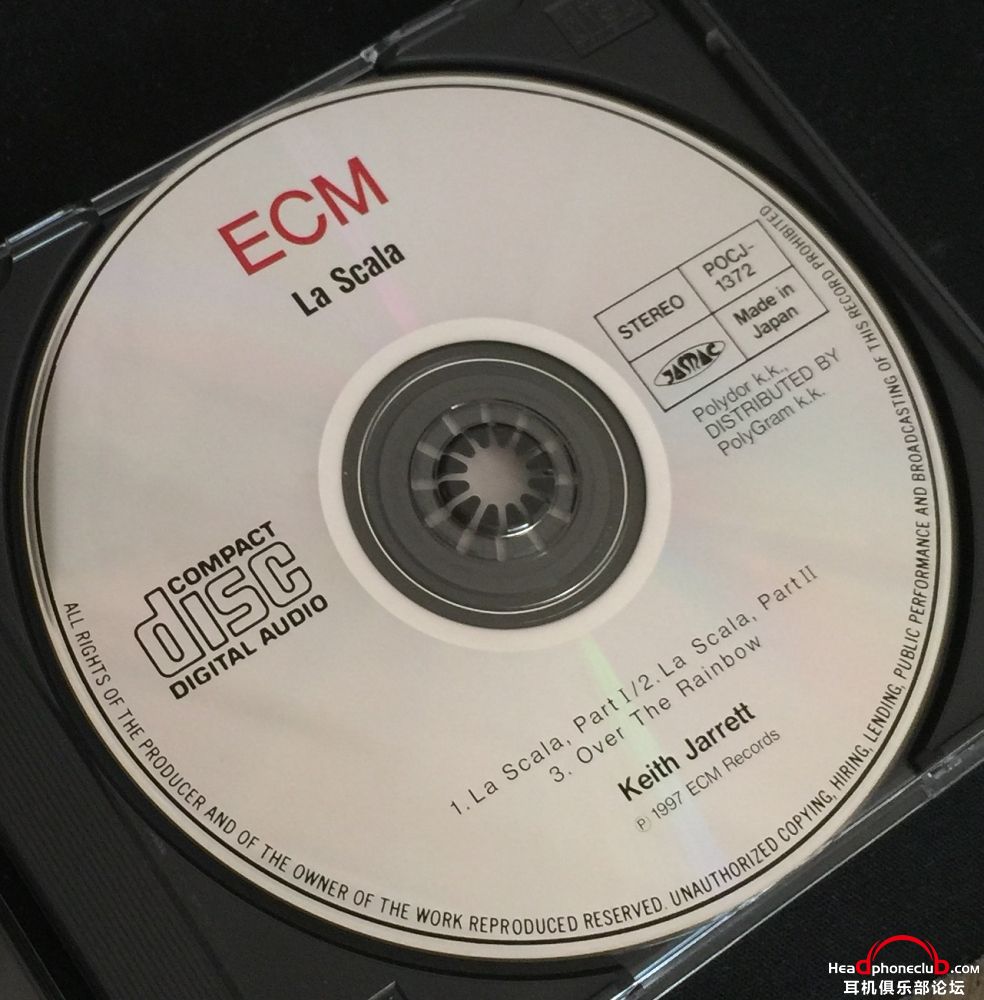 ECM
La Scala
STEREO
POCJ-
1372
JASRAC
Made in
Japan
Polydor k.k.,
DISTRIBUTED BY
PolyGram k.k.
COMPACT
disc
DIGITAL AUDIO
1. La Scala, Part I/2. La Scala, Part II
3. Over The Rainbow
Keith Jarrett
℗ 1997 ECM Records
ALL RIGHTS OF THE PRODUCER AND OF THE OWNER OF THE WORK REPRODUCED RESERVED. UNAUTHORIZED COPYING, HIRING, LENDING, PUBLIC PERFORMANCE AND BROADCASTING OF THIS RECORD PROHIBITED
HeadphonecluD.com
耳机俱乐部论坛